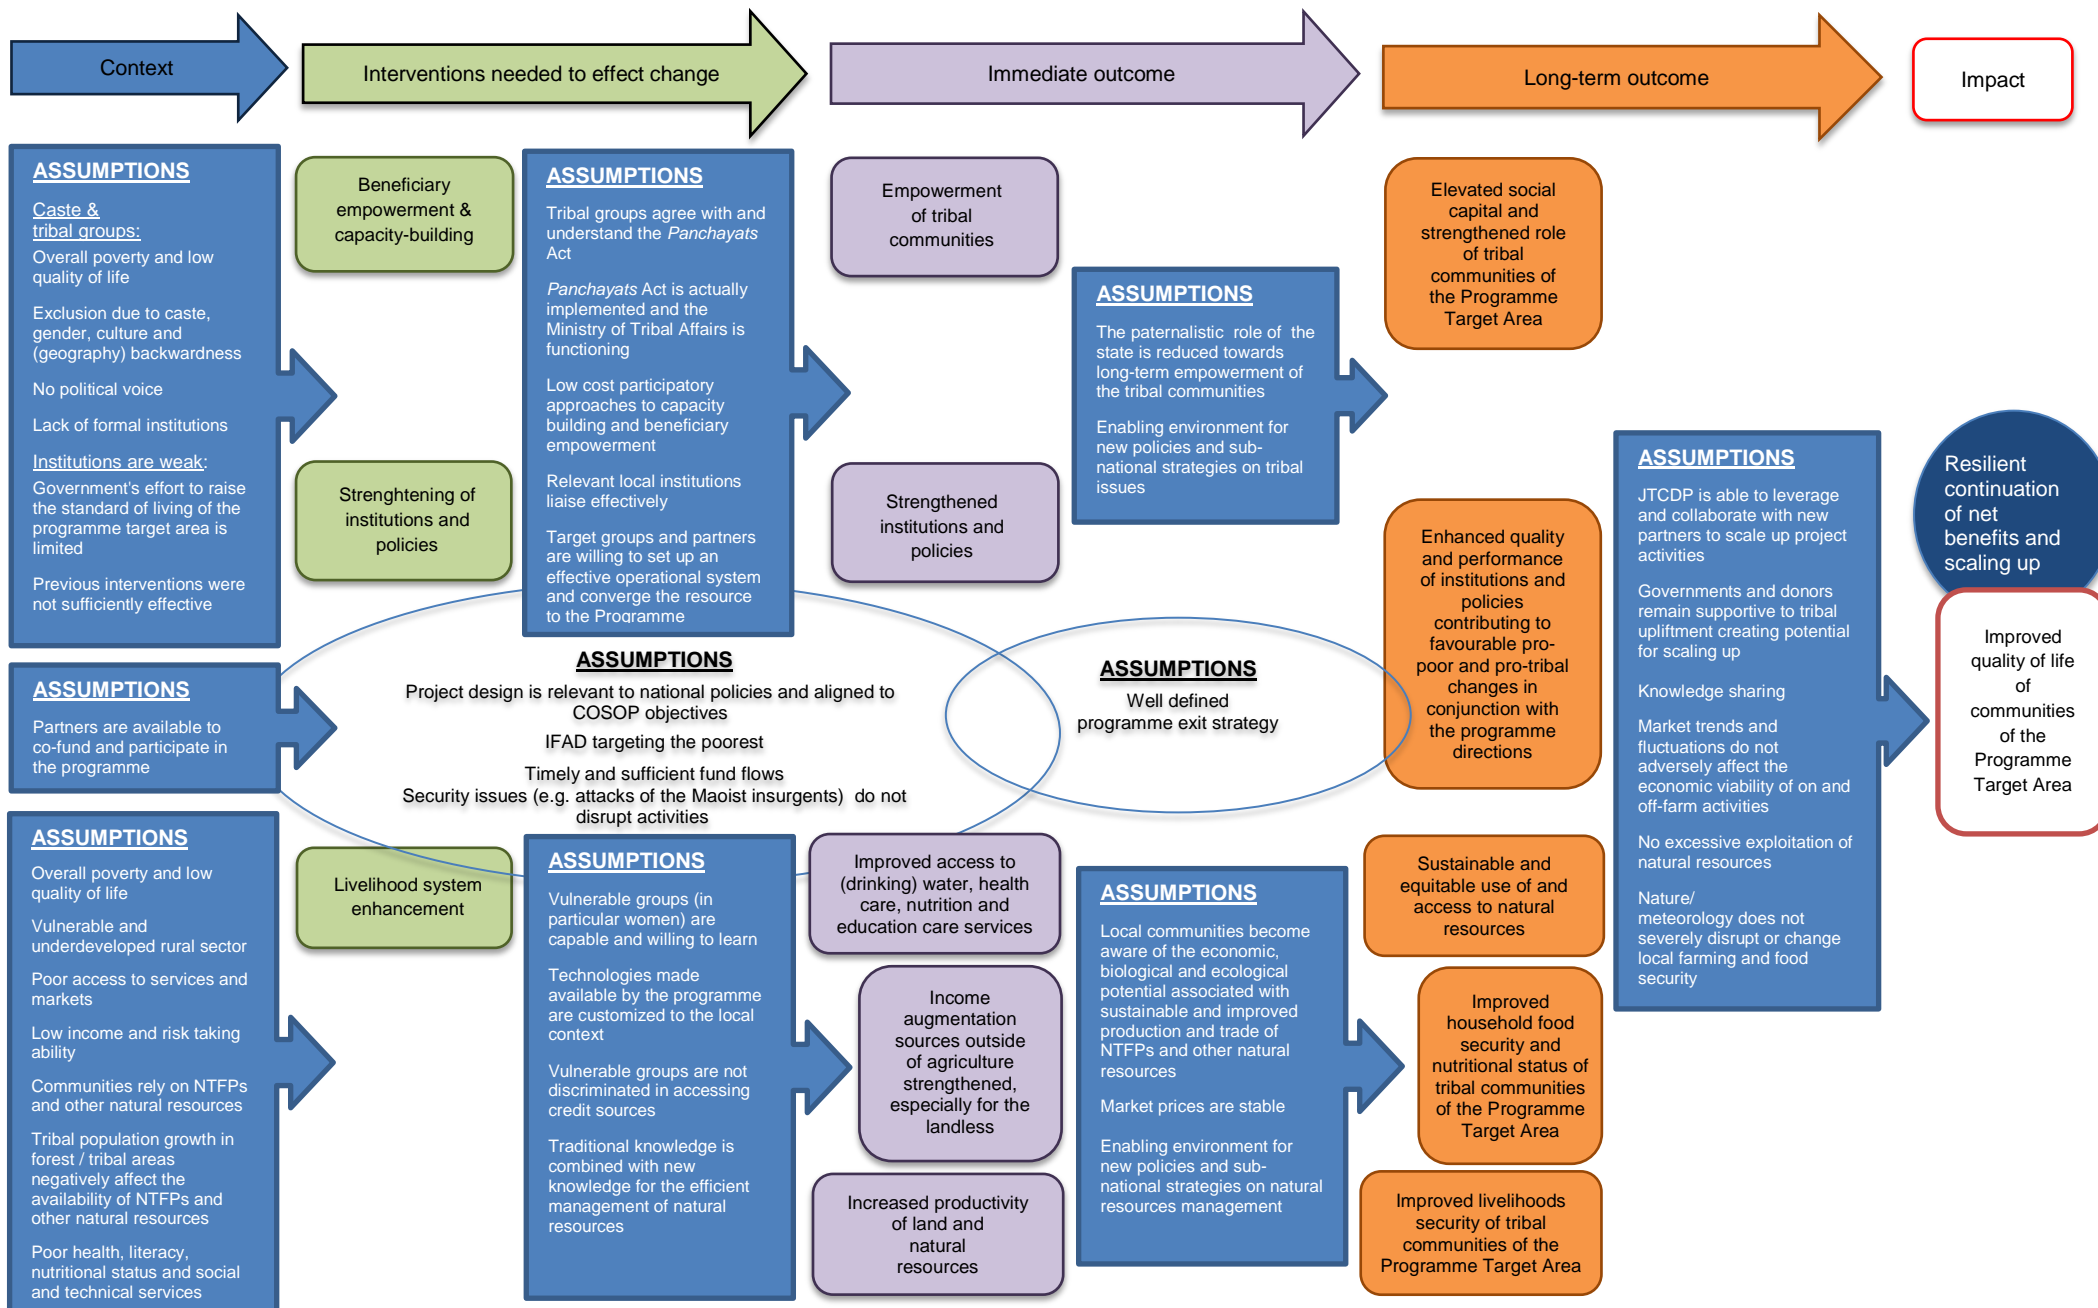 Context
Interventions needed to effect change
Immediate outcome
Long-term outcome
Impact
ASSUMPTIONS
Caste &
tribal groups:
Overall poverty and low
quality of life
Exclusion due to caste,
gender, culture and
(geography) backwardness
No political voice
Lack of formal institutions
Institutions are weak:
Government's effort to raise
the standard of living of the
programme target area is
limited
Previous interventions were
not sufficiently effective
ASSUMPTIONS
Partners are available to
co-fund and participate in
the programme
ASSUMPTIONS
Overall poverty and low
quality of life
Vulnerable and
underdeveloped rural sector
Poor access to services and
markets
Low income and risk taking
ability
Communities rely on NTFPs
and other natural resources
Tribal population growth in
forest / tribal areas
negatively affect the
availability of NTFPs and
other natural resources
Poor health, literacy,
nutritional status and social
and technical services
Beneficiary
empowerment &
capacity-building
Strenghtening of
institutions and
policies
Livelihood system
enhancement
ASSUMPTIONS
Tribal groups agree with and
understand the Panchayats
Act
Panchayats Act is actually
implemented and the
Ministry of Tribal Affairs is
functioning
Low cost participatory
approaches to capacity
building and beneficiary
empowerment
Relevant local institutions
liaise effectively
Target groups and partners
are willing to set up an
effective operational system
and converge the resource
to the Programme
ASSUMPTIONS
Project design is relevant to national policies and aligned to
COSOP objectives
IFAD targeting the poorest
Timely and sufficient fund flows
Security issues (e.g. attacks of the Maoist insurgents) do not
disrupt activities
ASSUMPTIONS
Vulnerable groups (in
particular women) are
capable and willing to learn
Technologies made
available by the programme
are customized to the local
context
Vulnerable groups are not
discriminated in accessing
credit sources
Traditional knowledge is
combined with new
knowledge for the efficient
management of natural
resources
Empowerment
of tribal
communities
Strengthened
institutions and
policies
Improved access to
(drinking) water, health
care, nutrition and
education care services
Income
augmentation
sources outside
of agriculture
strengthened,
especially for the
landless
Increased productivity
of land and
natural
resources
ASSUMPTIONS
The paternalistic role of the
state is reduced towards
long-term empowerment of
the tribal communities
Enabling environment for
new policies and sub-
national strategies on tribal
issues
ASSUMPTIONS
Well defined
programme exit strategy
ASSUMPTIONS
Local communities become
aware of the economic,
biological and ecological
potential associated with
sustainable and improved
production and trade of
NTFPs and other natural
resources
Market prices are stable
Enabling environment for
new policies and sub-
national strategies on natural
resources management
Elevated social
capital and
strengthened role
of tribal
communities of
the Programme
Target Area
Enhanced quality
and performance
of institutions and
policies
contributing to
favourable pro-
poor and pro-tribal
changes in
conjunction with
the programme
directions
Sustainable and
equitable use of and
access to natural
resources
Improved
household food
security and
nutritional status of
tribal communities
of the Programme
Target Area
Improved livelihoods
security of tribal
communities of the
Programme Target Area
ASSUMPTIONS
JTCDP is able to leverage
and collaborate with new
partners to scale up project
activities
Governments and donors
remain supportive to tribal
upliftment creating potential
for scaling up
Knowledge sharing
Market trends and
fluctuations do not
adversely affect the
economic viability of on and
off-farm activities
No excessive exploitation of
natural resources
Nature/
meteorology does not
severely disrupt or change
local farming and food
security
Resilient
continuation
of net
benefits and
scaling up
Improved
quality of life
of
communities
of the
Programme
Target Area